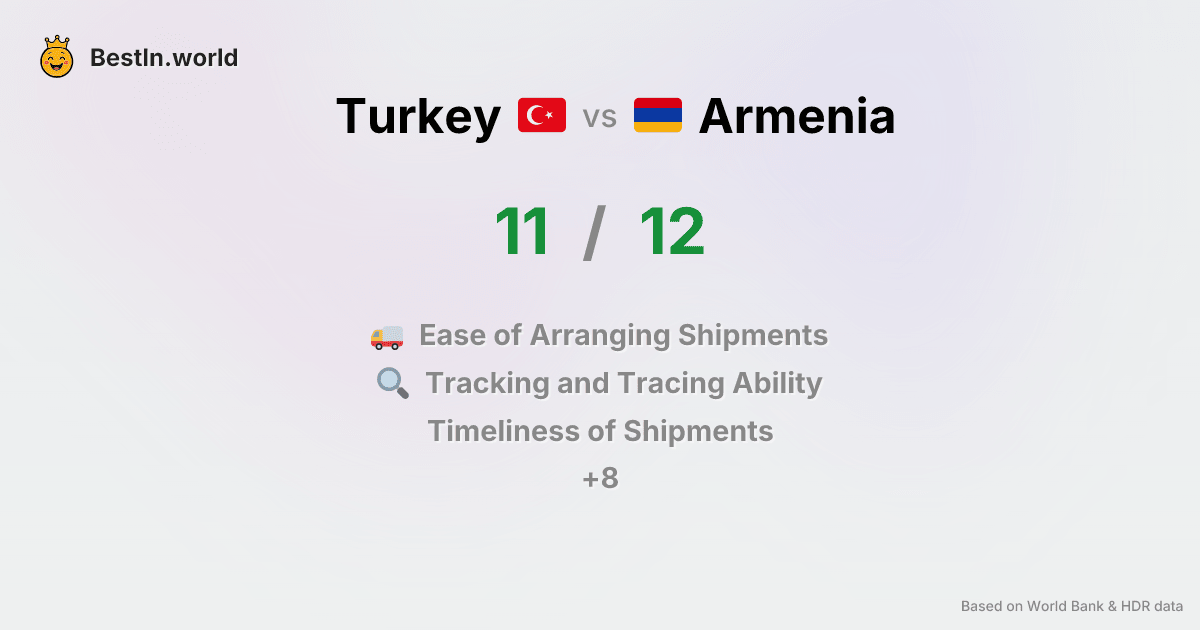 BestIn.world
Turkey vs Armenia
11 / 12
Ease of Arranging Shipments
Tracking and Tracing Ability
Timeliness of Shipments
+8
Based on World Bank & HDR data